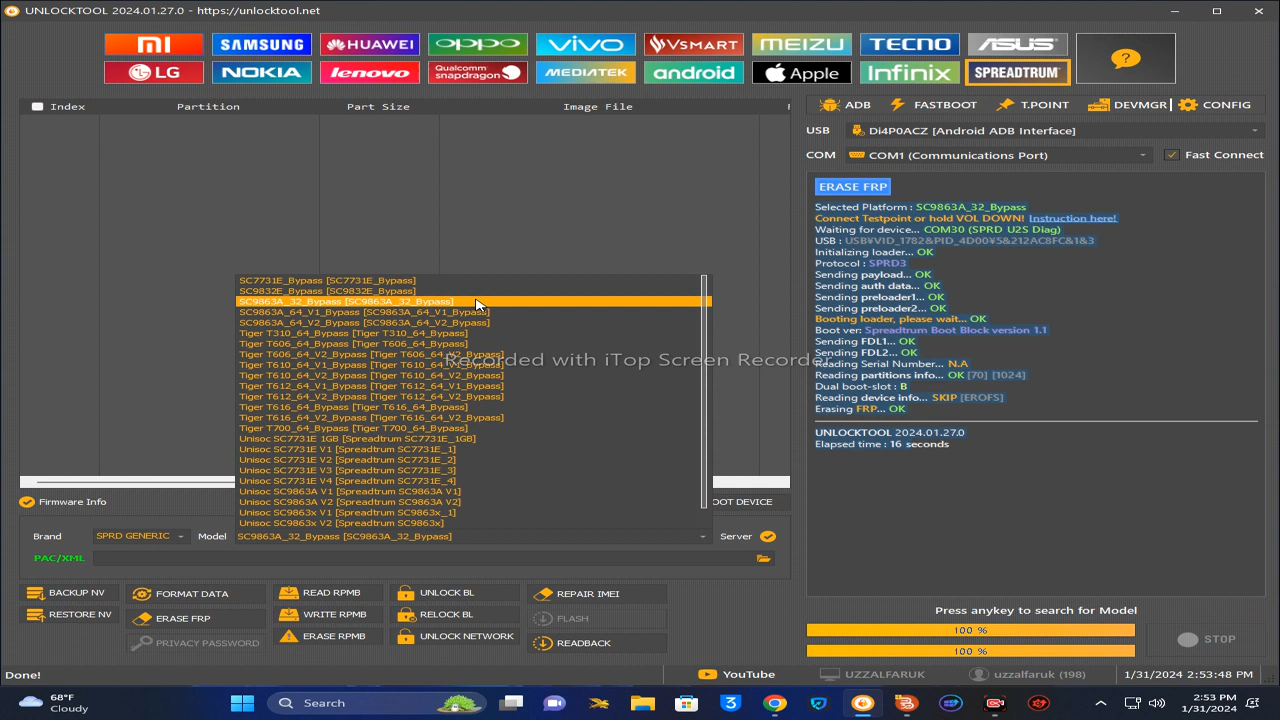 UNLOCKTOOL 2024.01.27.0 - https://unlocktool.net
MI SAMSUNG HUAWEI OPPO VIVO VSMART MEIZU TECNO ASUS
LG NOKIA lenovo Qualcomm snapdragon MEDIATEK android Apple Infinix SPREADTRUM ?
Index Partition Part Size Image File
ADB FASTBOOT T.POINT DEVMGR CONFIG
USB Di4P0ACZ [Android ADB Interface]
COM COM1 (Communications Port) Fast Connect
ERASE FRP
Selected Platform : SC9863A_32_Bypass
Connect Testpoint or hold VOL DOWN! Instruction here!
Waiting for device... COM30 (SPRD U2S Diag)
USB : USB¥VID_1782&PID_4D00¥5&212AC8FC&1&3
Initializing loader... OK
Protocol : SPRD3
Sending payload... OK
Sending auth data... OK
Sending preloader1... OK
Sending preloader2... OK
Booting loader, please wait... OK
Boot ver: Spreadtrum Boot Block version 1.1
Sending FDL1... OK
Sending FDL2... OK
Reading Serial Number... N.A
Reading partitions info... OK [70] [1024]
Dual boot-slot : B
Reading device info... SKIP [EROFS]
Erasing FRP... OK
UNLOCKTOOL 2024.01.27.0
Elapsed time : 16 seconds
SC7731E_Bypass [SC7731E_Bypass]
SC9832E_Bypass [SC9832E_Bypass]
SC9863A_32_Bypass [SC9863A_32_Bypass]
SC9863A_64_V1_Bypass [SC9863A_64_V1_Bypass]
SC9863A_64_V2_Bypass [SC9863A_64_V2_Bypass]
Tiger T310_64_Bypass [Tiger T310_64_Bypass]
Tiger T606_64_Bypass [Tiger T606_64_Bypass]
Tiger T606_64_V2_Bypass [Tiger T606_64_V2_Bypass]
Recorded with iTop Screen Recorder
Tiger T610_64_V1_Bypass [Tiger T610_64_V1_Bypass]
Tiger T610_64_V2_Bypass [Tiger T610_64_V2_Bypass]
Tiger T612_64_V1_Bypass [Tiger T612_64_V1_Bypass]
Tiger T612_64_V2_Bypass [Tiger T612_64_V2_Bypass]
Tiger T616_64_Bypass [Tiger T616_64_Bypass]
Tiger T616_64_V2_Bypass [Tiger T616_64_V2_Bypass]
Tiger T700_64_Bypass [Tiger T700_64_Bypass]
Unisoc SC7731E 1GB [Spreadtrum SC7731E_1GB]
Unisoc SC7731E V1 [Spreadtrum SC7731E_1]
Unisoc SC7731E V2 [Spreadtrum SC7731E_2]
Unisoc SC7731E V3 [Spreadtrum SC7731E_3]
Unisoc SC7731E V4 [Spreadtrum SC7731E_4]
Unisoc SC9863A V1 [Spreadtrum SC9863A V1]
Unisoc SC9863A V2 [Spreadtrum SC9863A V2]
Unisoc SC9863x V1 [Spreadtrum SC9863x_1]
Unisoc SC9863x V2 [Spreadtrum SC9863x]
Firmware Info OOT DEVICE
Brand SPRD GENERIC Model SC9863A_32_Bypass [SC9863A_32_Bypass] Server
PAC/XML
BACKUP NV FORMAT DATA READ RPMB UNLOCK BL REPAIR IMEI
RESTORE NV ERASE FRP WRITE RPMB RELOCK BL FLASH
PRIVACY PASSWORD ERASE RPMB UNLOCK NETWORK READBACK
Press anykey to search for Model
100 %
100 %
STOP
Done! YouTube UZZALFARUK uzzalfaruk (198) 1/31/2024 2:53:48 PM
68°F
Cloudy
Search
2:53 PM
1/31/2024